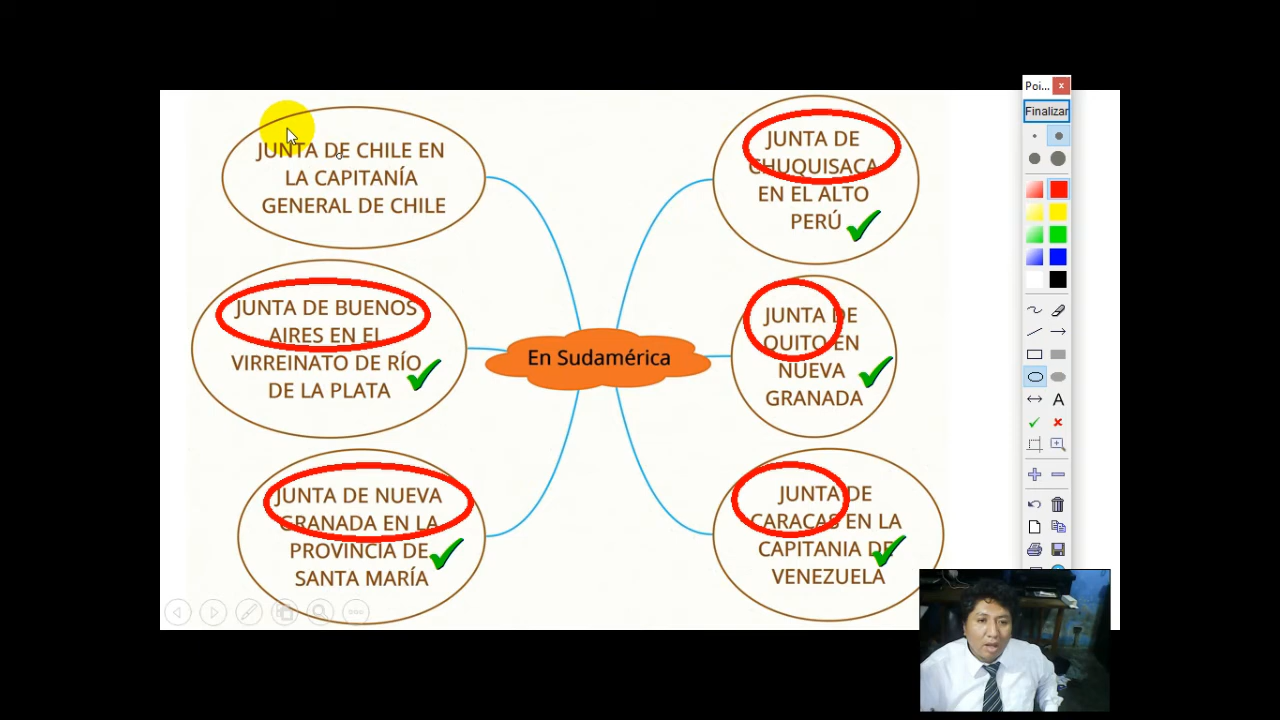 JUNTA DE CHILE EN
LA CAPITANÍA
GENERAL DE CHILE
JUNTA DE BUENOS
AIRES EN EL
VIRREINATO DE RÍO
DE LA PLATA
JUNTA DE NUEVA
GRANADA EN LA
PROVINCIA DE
SANTA MARÍA
En Sudamérica
JUNTA DE
CHUQUISACA
EN EL ALTO
PERÚ
JUNTA DE
QUITO EN
NUEVA
GRANADA
JUNTA DE
CARACAS EN LA
CAPITANIA DE
VENEZUELA
Poi...
Finalizar
A